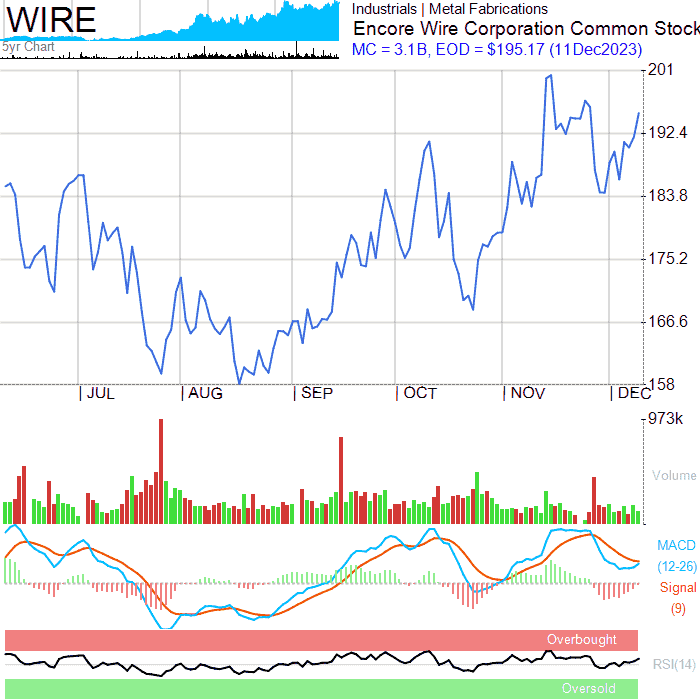 WIRE
5yr Chart
Industrials | Metal Fabrications
Encore Wire Corporation Common Stock
MC = 3.1B, EOD = $195.17 (11Dec2023)
201
192.4
183.8
175.2
166.6
158
JUL
AUG
SEP
OCT
NOV
DEC
973k
Volume
MACD
(12-26)
Signal
(9)
Overbought
RSI(14)
Oversold